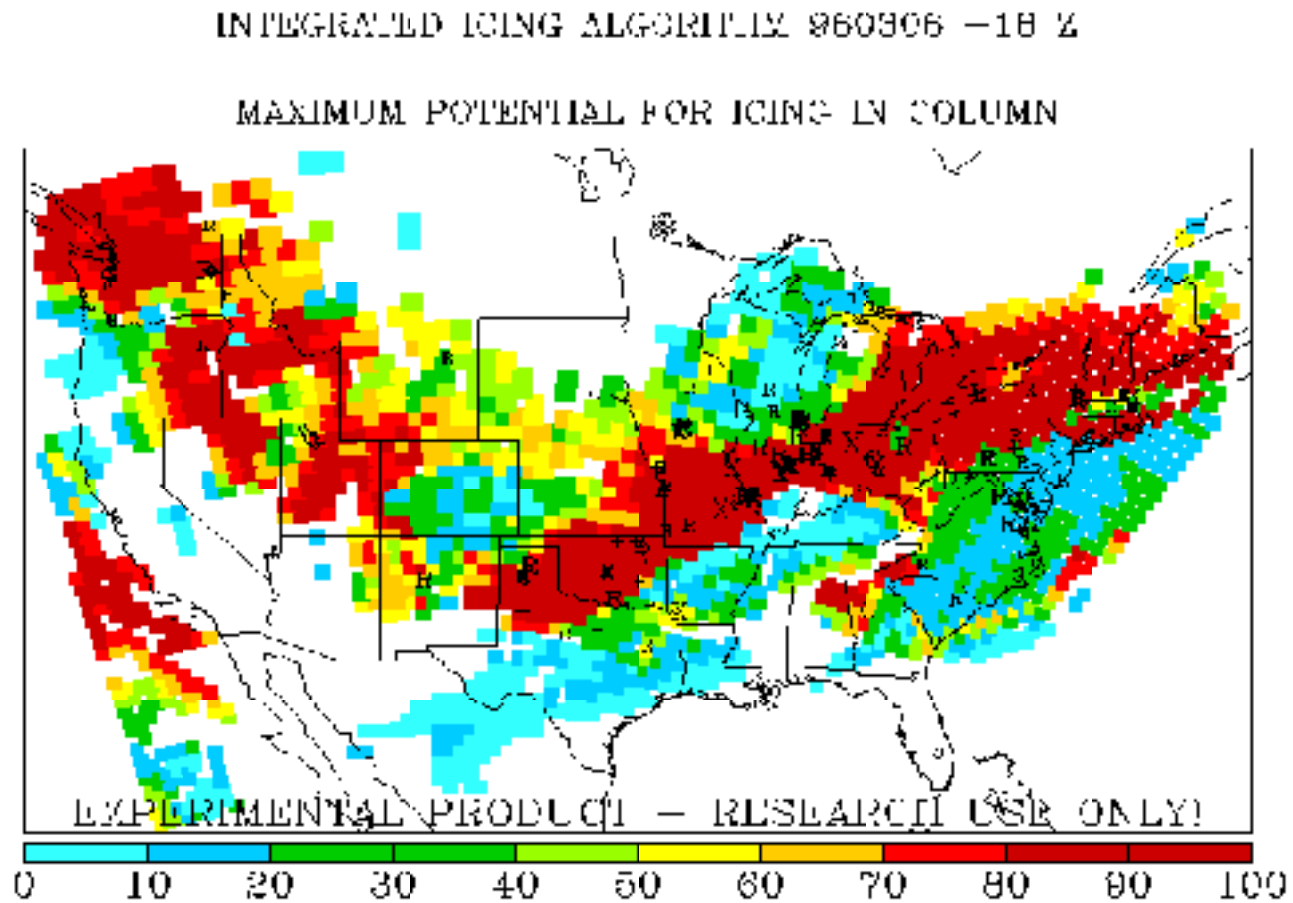 INTEGRATED ICING ALGORITHM 960306 -18 Z
MAXIMUM POTENTIAL FOR ICING IN COLUMN
EXPERIMENTAL PRODUCT - RESEARCH USE ONLY!
0 10 20 30 40 50 60 70 80 90 100